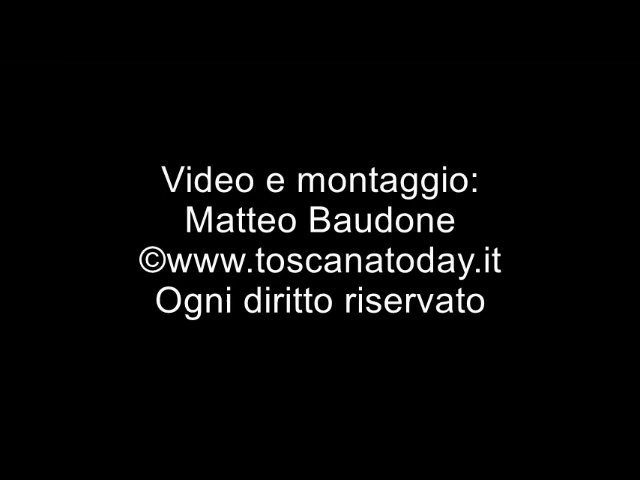 Video e montaggio:
Matteo Baudone
©www.toscanatoday.it
Ogni diritto riservato